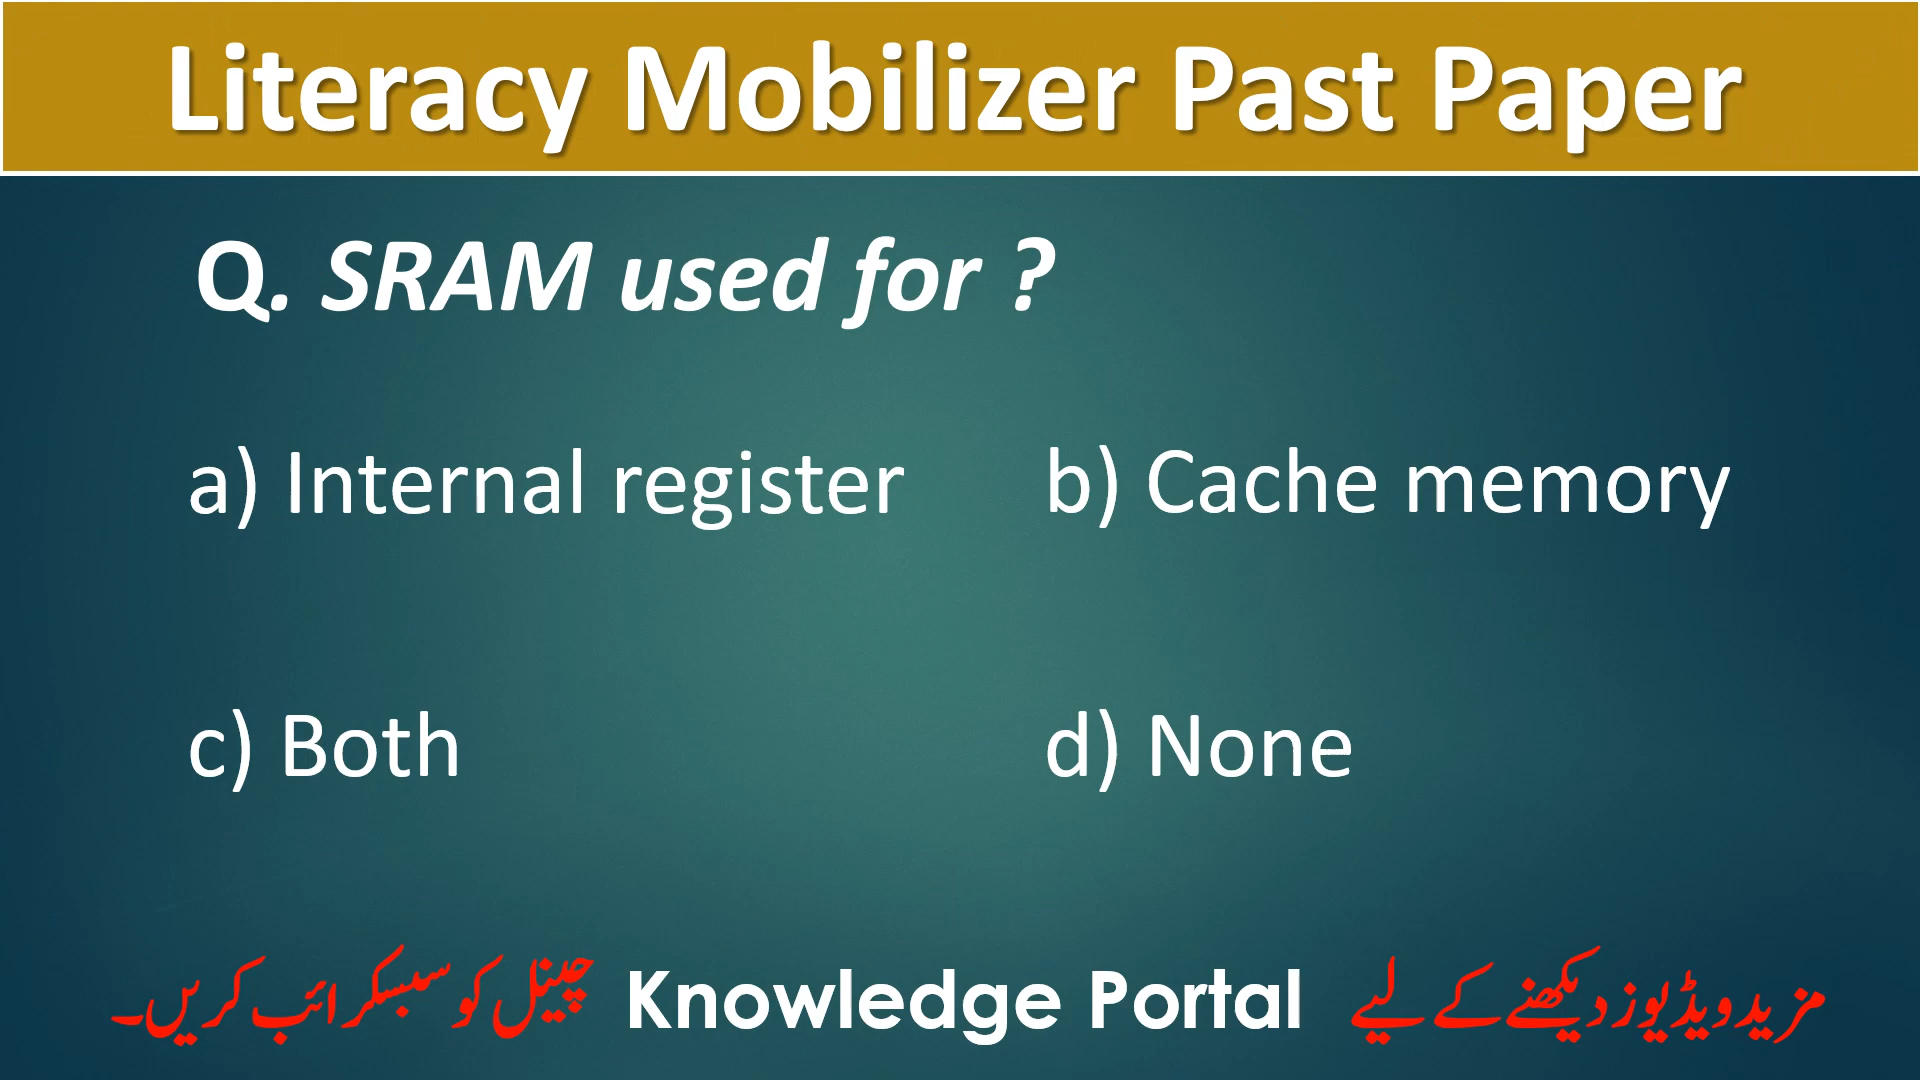 Literacy Mobilizer Past Paper
Q. SRAM used for ?
a) Internal register b) Cache memory
c) Both d) None
مزید ویڈیوز دیکھنے کے لیے Knowledge Portal چینل کو سبسکرائب کریں۔